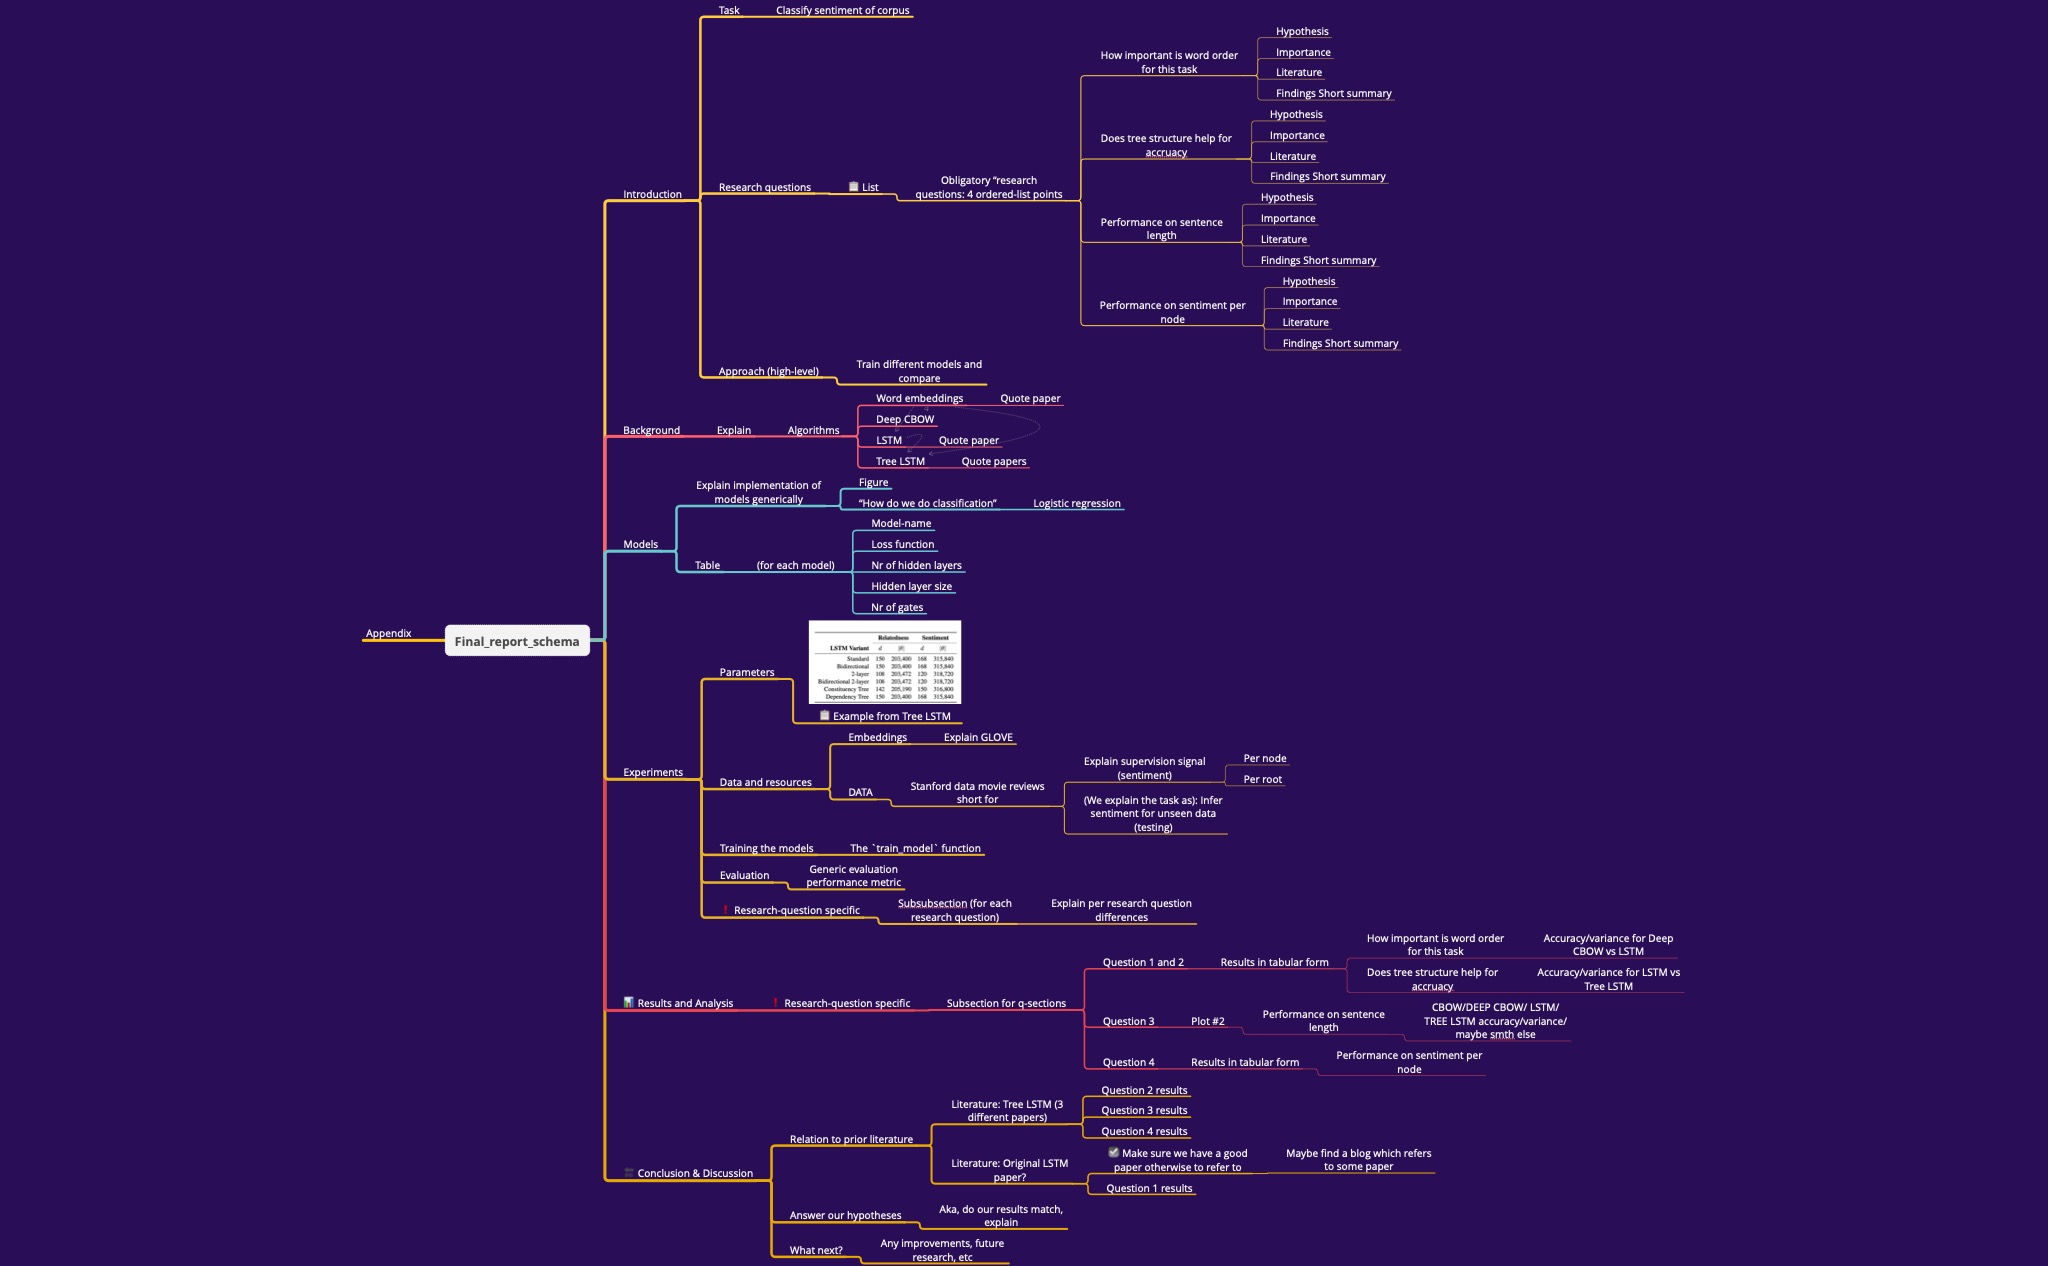 Task
Classify sentiment of corpus
Hypothesis
Importance
Literature
Findings Short summary
How important is word order
for this task
Hypothesis
Importance
Literature
Findings Short summary
Does tree structure help for
accruacy
Introduction
Research questions
List
Obligatory “research
questions: 4 ordered-list points
Hypothesis
Importance
Literature
Findings Short summary
Performance on sentence
length
Hypothesis
Importance
Literature
Findings Short summary
Performance on sentiment per
node
Approach (high-level)
Train different models and
compare
Background
Explain
Algorithms
Word embeddings
Quote paper
Deep CBOW
LSTM
Quote paper
Tree LSTM
Quote papers
Models
Explain implementation of
models generically
Figure
“How do we do classification”
Logistic regression
Table
(for each model)
Model-name
Loss function
Nr of hidden layers
Hidden layer size
Nr of gates
Appendix
Final_report_schema
Experiments
Parameters
Relatedness Sentiment
LSTM Variant d |θ| d |θ|
Standard 150 203,400 168 315,840
Bidirectional 150 203,400 168 315,840
2-layer 108 203,472 120 318,720
Bidirectional 2-layer 108 203,472 120 318,720
Constituency Tree 142 205,190 150 316,800
Dependency Tree 150 203,400 168 315,840
Example from Tree LSTM
Data and resources
Embeddings
Explain GLOVE
DATA
Stanford data movie reviews
short for
Explain supervision signal
(sentiment)
Per node
Per root
(We explain the task as): Infer
sentiment for unseen data
(testing)
Training the models
The `train_model` function
Evaluation
Generic evaluation
performance metric
Research-question specific
Subsubsection (for each
research question)
Explain per research question
differences
Results and Analysis
Research-question specific
Subsection for q-sections
Question 1 and 2
Results in tabular form
How important is word order
for this task
Accuracy/variance for Deep
CBOW vs LSTM
Does tree structure help for
accruacy
Accuracy/variance for LSTM vs
Tree LSTM
Question 3
Plot #2
Performance on sentence
length
CBOW/DEEP CBOW/ LSTM/
TREE LSTM accuracy/variance/
maybe smth else
Question 4
Results in tabular form
Performance on sentiment per
node
Conclusion & Discussion
Relation to prior literature
Literature: Tree LSTM (3
different papers)
Question 2 results
Question 3 results
Question 4 results
Literature: Original LSTM
paper?
Make sure we have a good
paper otherwise to refer to
Maybe find a blog which refers
to some paper
Question 1 results
Answer our hypotheses
Aka, do our results match,
explain
What next?
Any improvements, future
research, etc